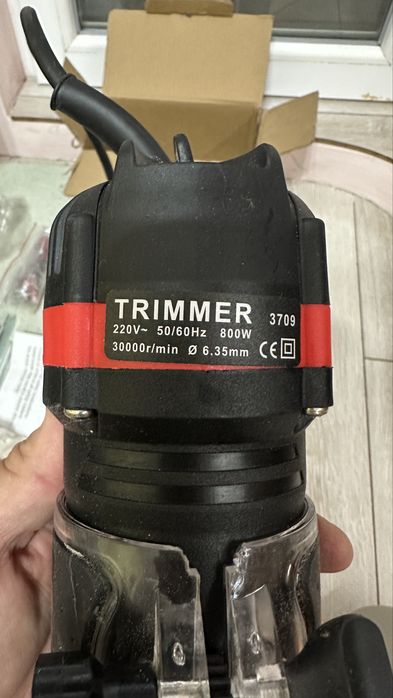 TRIMMER 3709
220V~ 50/60Hz 800W
30000r/min Ø 6.35mm CE